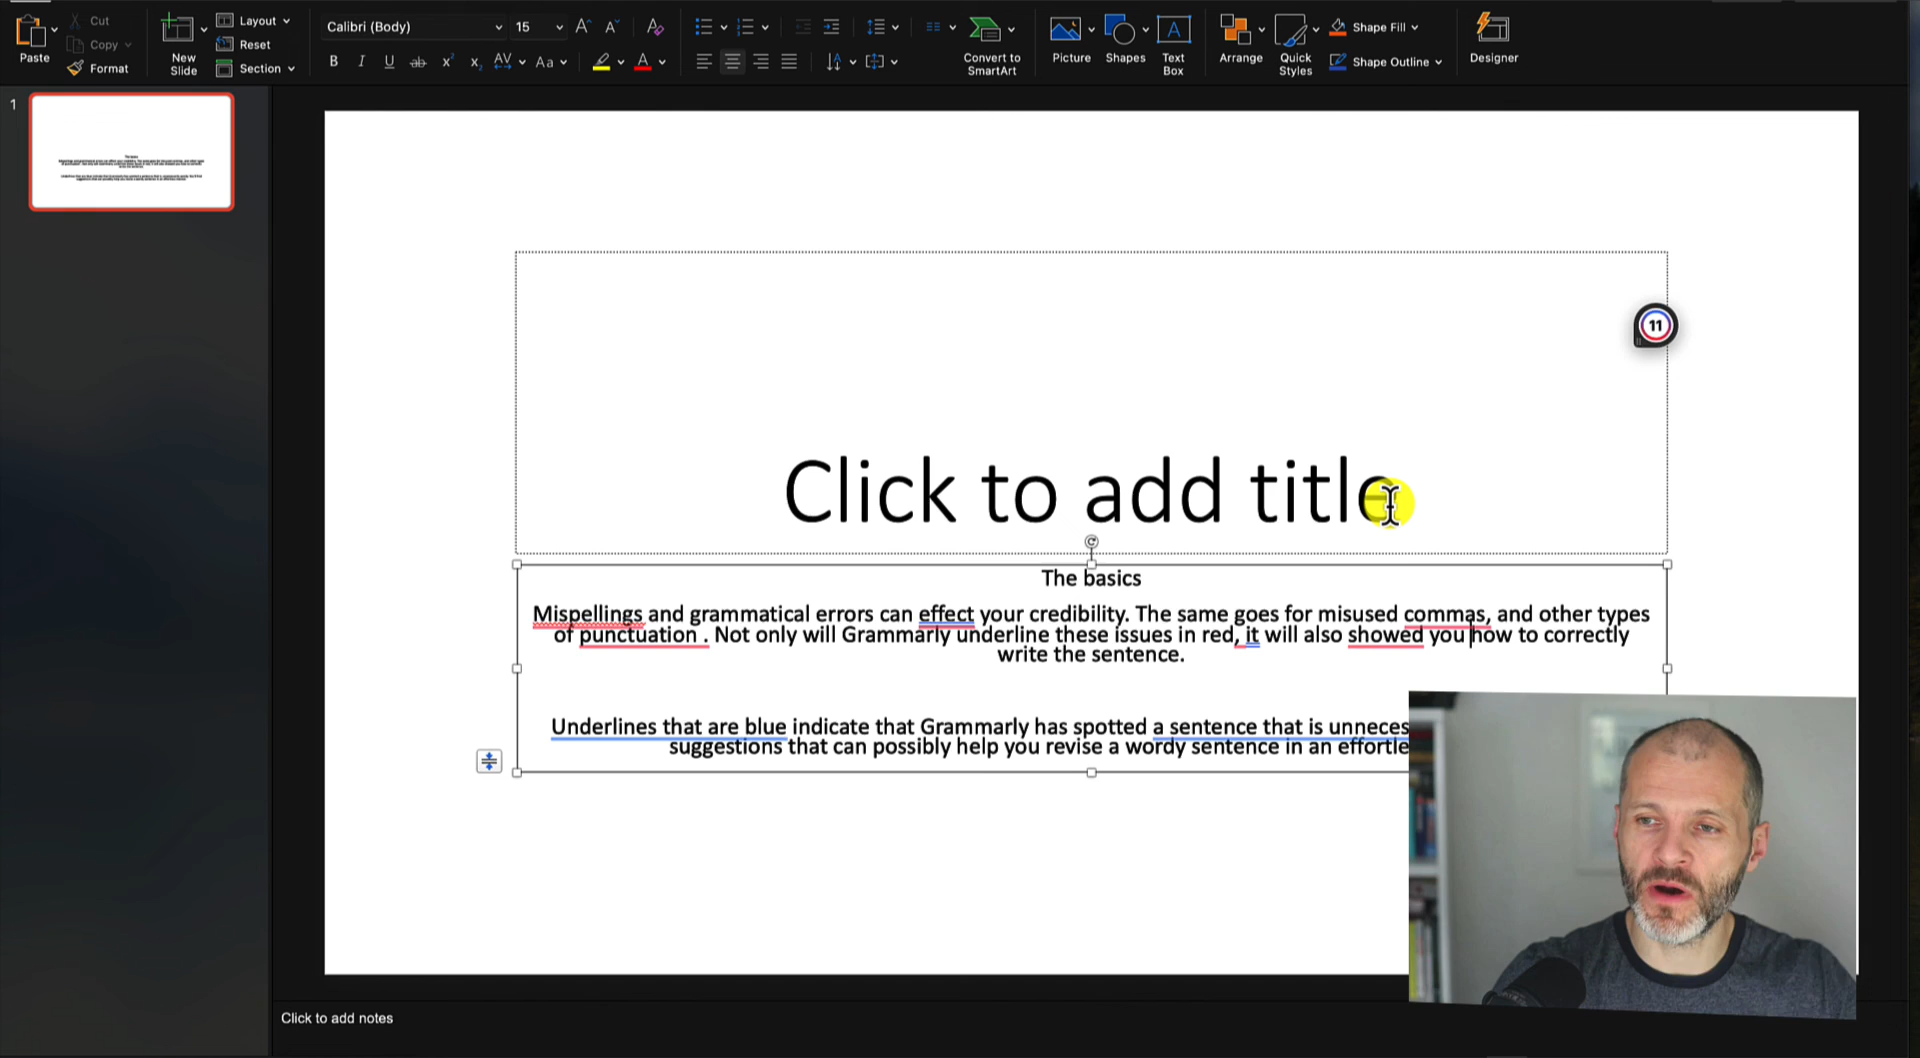 Paste
Cut
Copy
Format
New
Slide
Layout
Reset
Section
Calibri (Body)
15
B
I
U
ab
x²
x₂
AV
Aa
A
Convert to
SmartArt
Picture
Shapes
Text
Box
Arrange
Quick
Styles
Shape Fill
Shape Outline
Designer
1
11
Click to add title
The basics
Mispellings and grammatical errors can effect your credibility. The same goes for misused commas, and other types
of punctuation . Not only will Grammarly underline these issues in red, it will also showed you how to correctly
write the sentence.
Underlines that are blue indicate that Grammarly has spotted a sentence that is unneces
suggestions that can possibly help you revise a wordy sentence in an effortle
Click to add notes